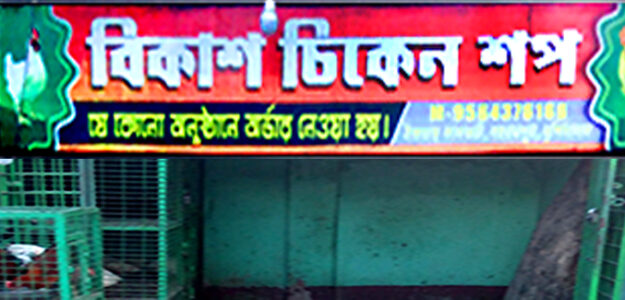 বিকাশ চিকেন শপ
যে কোনো অনুষ্ঠানে অর্ডার নেওয়া হয়।
M-9564376168